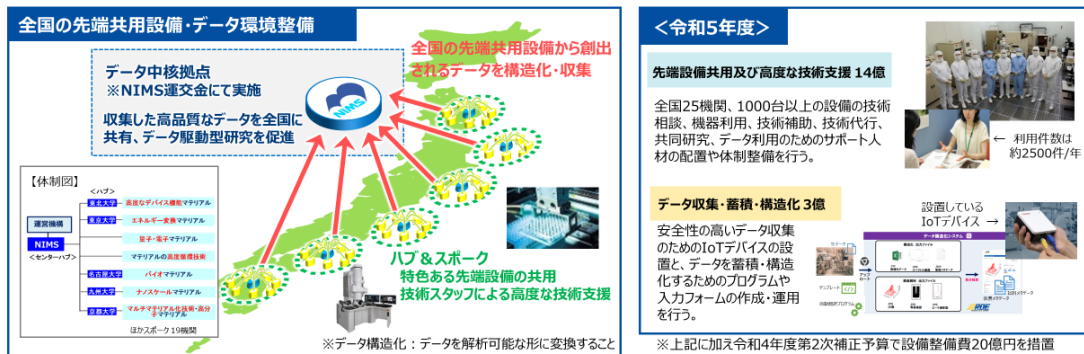 全国の先端共用設備・データ環境整備
全国の先端共用設備から創出
されるデータを構造化・収集
データ中核拠点
※NIMS運交金にて実施
収集した高品質なデータを全国に
共有、データ駆動型研究を促進
NIMS
【体制図】
＜ハブ＞
運営機構
NIMS
＜センターハブ＞
東北大学 高度なデバイス機能マテリアル
東京大学 エネルギー変換マテリアル
量子・電子マテリアル
マテリアルの高度循環技術
名古屋大学 バイオマテリアル
九州大学 ナノスケールマテリアル
京都大学 マルチマテリアル化技術・高分
子マテリアル
ほかスポーク19機関
ハブ＆スポーク
特色ある先端設備の共用
技術スタッフによる高度な技術支援
※データ構造化：データを解析可能な形に変換すること
＜令和5年度＞
先端設備共用及び高度な技術支援 14億
全国25機関、1000台以上の設備の技術
相談、機器利用、技術補助、技術代行、
共同研究、データ利用のためのサポート人
材の配置や体制整備を行う。
← 利用件数は
約2500件/年
データ収集・蓄積・構造化 3億
安全性の高いデータ収集
のためのIoTデバイスの設
置と、データを蓄積・構造
化するためのプログラムや
入力フォームの作成・運用
を行う。
設置している
IoTデバイス →
データ構造化システム
RDE
※上記に加え令和4年度第2次補正予算で設備整備費20億円を措置